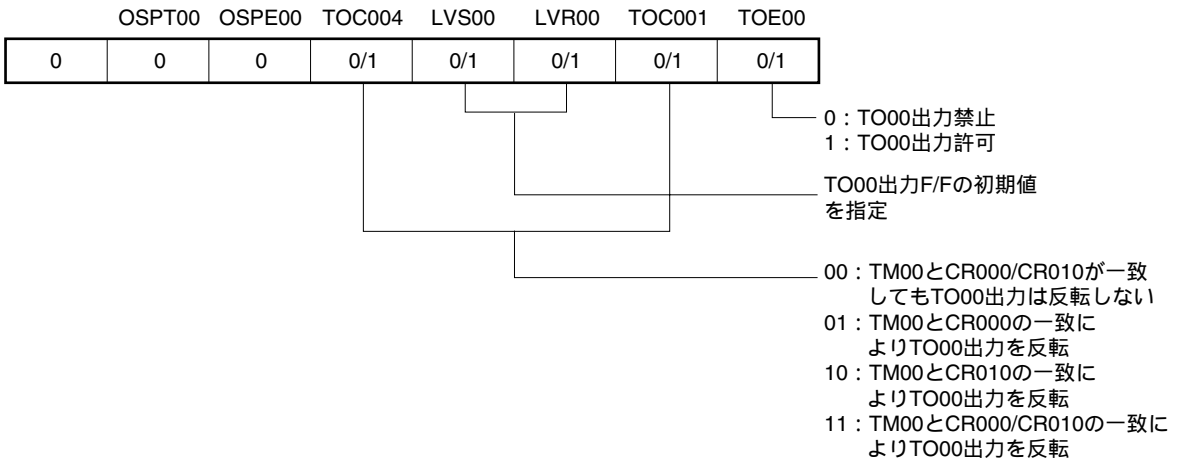 OSPT00 OSPE00 TOC004 LVS00 LVR00 TOC001 TOE00
0 0 0 0/1 0/1 0/1 0/1 0/1
0:TO00出力禁止
1:TO00出力許可
TO00出力F/Fの初期値
を指定
00:TM00とCR000/CR010が一致
してもTO00出力は反転しない
01:TM00とCR000の一致に
よりTO00出力を反転
10:TM00とCR010の一致に
よりTO00出力を反転
11:TM00とCR000/CR010の一致に
よりTO00出力を反転